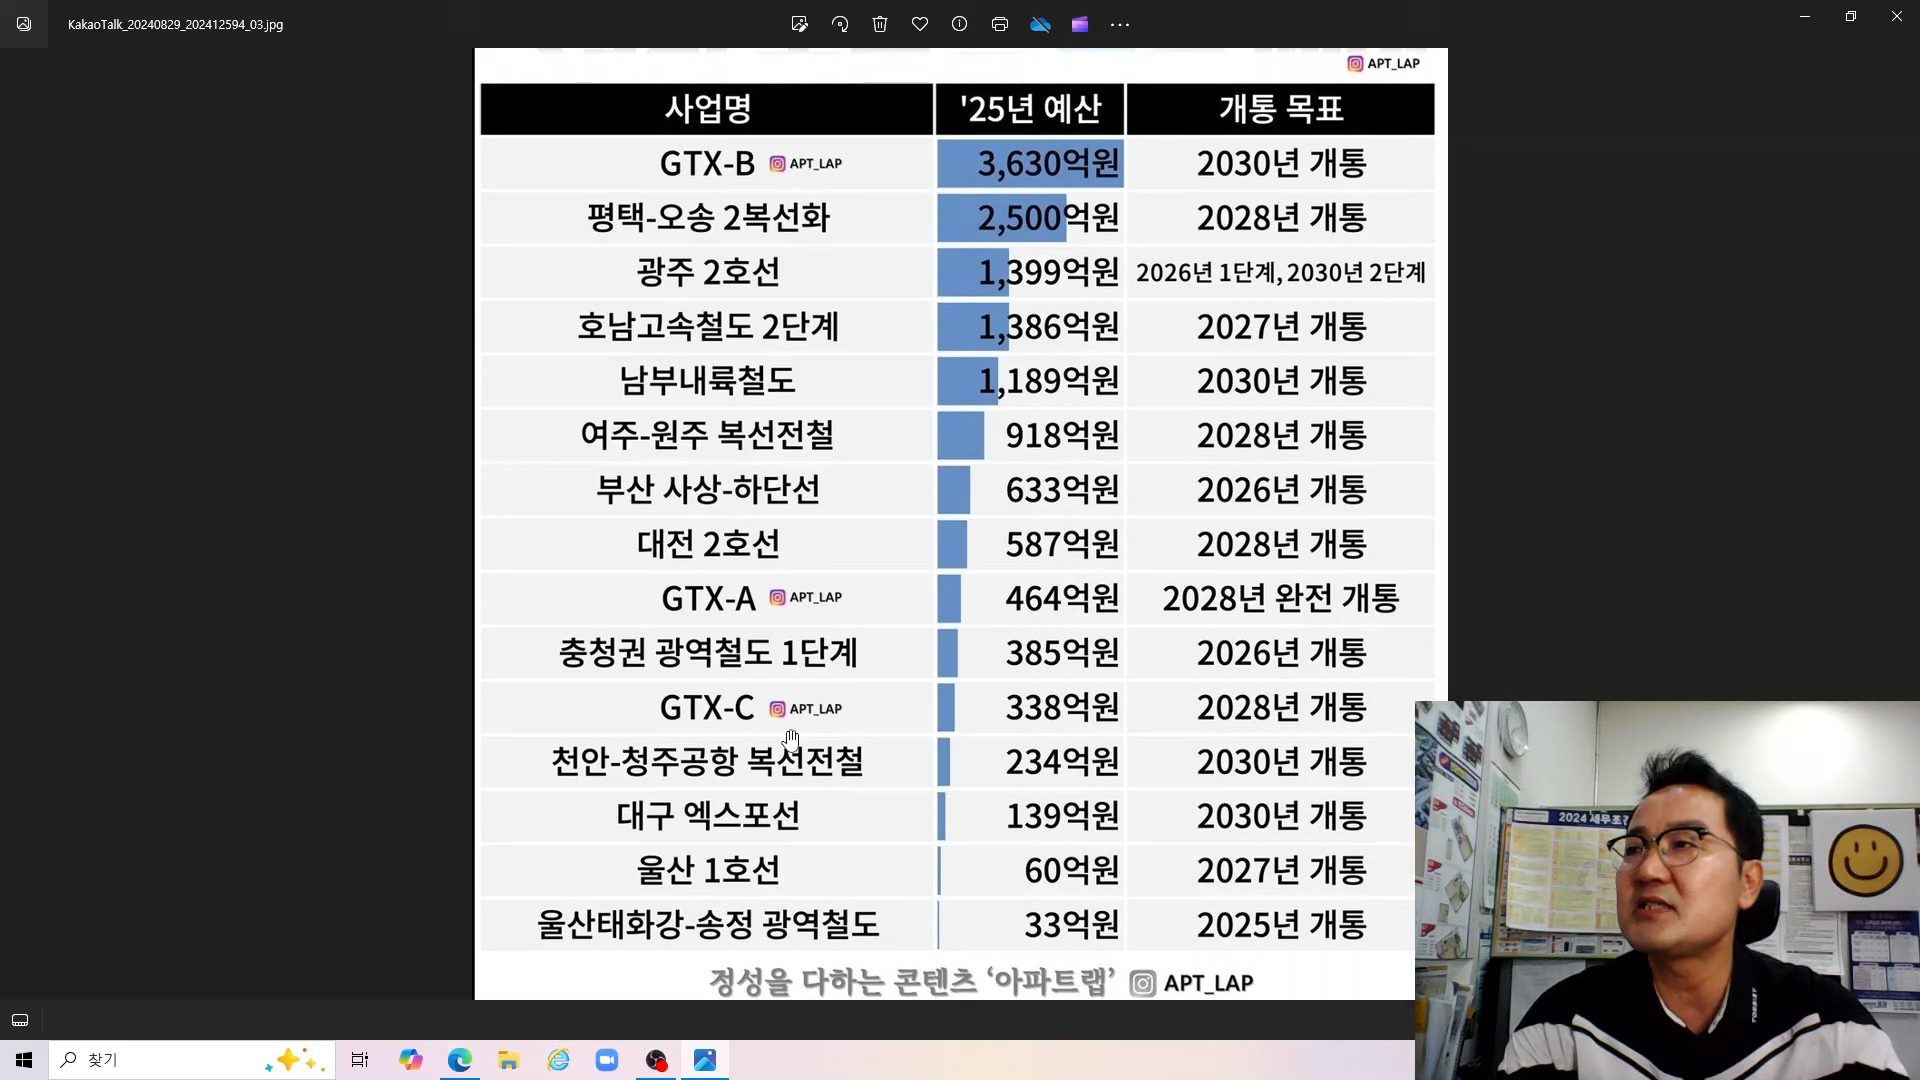 KakaoTalk_20240829_202412594_03.jpg
APT_LAP
사업명 '25년 예산 개통 목표
GTX-B APT_LAP 3,630억원 2030년 개통
평택-오송 2복선화 2,500억원 2028년 개통
광주 2호선 1,399억원 2026년 1단계, 2030년 2단계
호남고속철도 2단계 1,386억원 2027년 개통
남부내륙철도 1,189억원 2030년 개통
여주-원주 복선전철 918억원 2028년 개통
부산 사상-하단선 633억원 2026년 개통
대전 2호선 587억원 2028년 개통
GTX-A APT_LAP 464억원 2028년 완전 개통
충청권 광역철도 1단계 385억원 2026년 개통
GTX-C APT_LAP 338억원 2028년 개통
천안-청주공항 복선전철 234억원 2030년 개통
대구 엑스포선 139억원 2030년 개통
울산 1호선 60억원 2027년 개통
울산태화강-송정 광역철도 33억원 2025년 개통
정성을 다하는 콘텐츠 ‘아파트랩’ APT_LAP
2024 세무조
찾기